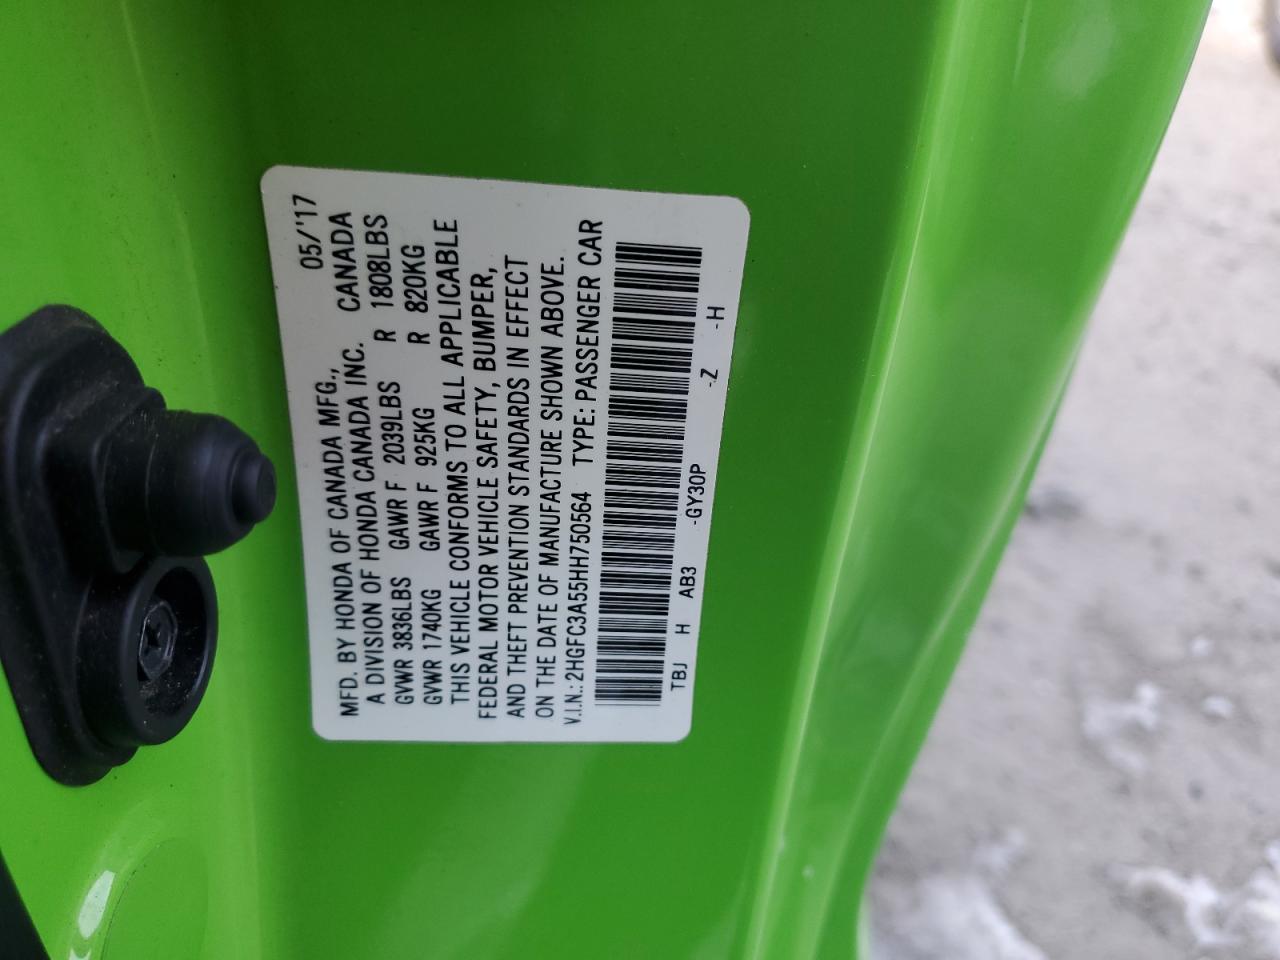 MFD. BY HONDA OF CANADA MFG., 05/'17
A DIVISION OF HONDA CANADA INC. CANADA
GVWR 3836LBS GAWR F 2039LBS R 1808LBS
GVWR 1740KG GAWR F 925KG R 820KG
THIS VEHICLE CONFORMS TO ALL APPLICABLE
FEDERAL MOTOR VEHICLE SAFETY, BUMPER,
AND THEFT PREVENTION STANDARDS IN EFFECT
ON THE DATE OF MANUFACTURE SHOWN ABOVE.
V.I.N.: 2HGFC3A55HH750564 TYPE: PASSENGER CAR
TBJ H AB3 -GY30P -Z -H